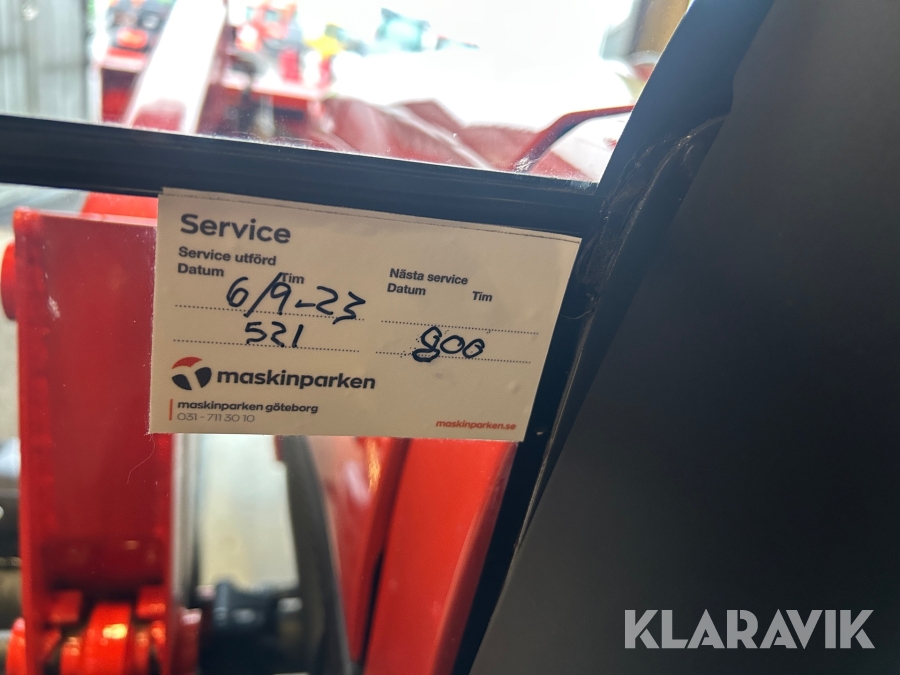 Service
Service utförd
Datum Tim
6/9-23
521
Nästa service
Datum Tim
800
maskinparken
maskinparken göteborg
031 - 711 30 10
maskinparken.se
KLARAVIK